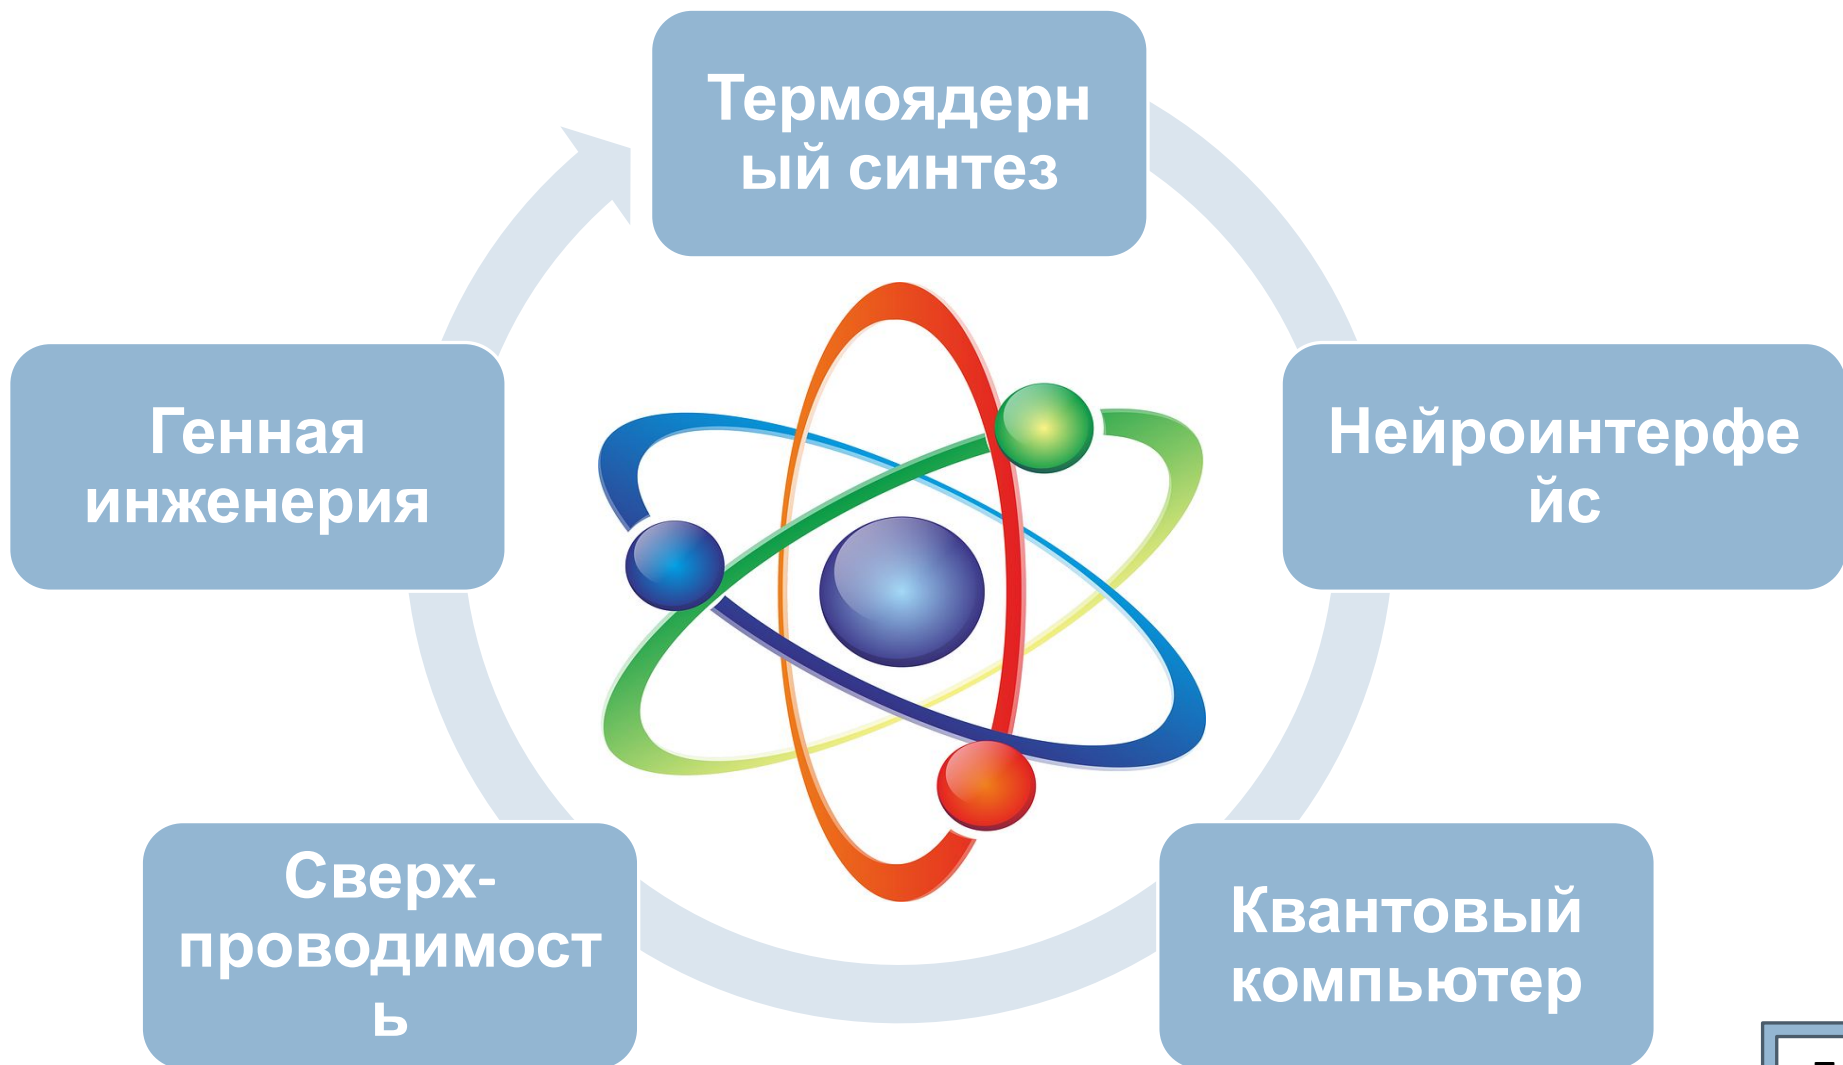 Термоядерн
ый синтез
Нейроинтерфе
йс
Квантовый
компьютер
Сверх-
проводимост
ь
Генная
инженерия